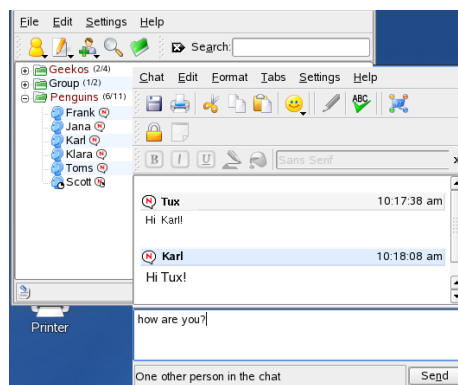 File Edit Settings Help
Search:
Geekos (2/4)
Group (1/2)
Penguins (6/11)
Frank
Jana
Karl
Klara
Toms
Scott
Chat Edit Format Tabs Settings Help
ABC
B I U Sans Serif »
N Tux 10:17:38 am
Hi Karl!
N Karl 10:18:08 am
Hi Tux!
how are you?
One other person in the chat Send
Printer